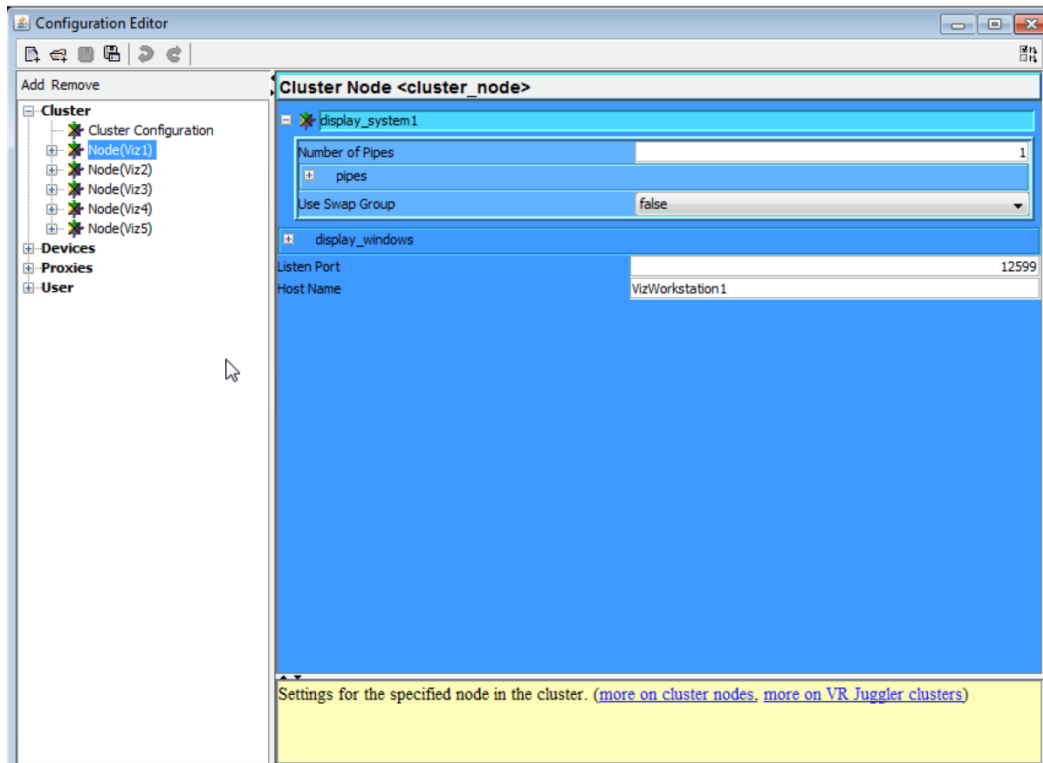 Configuration Editor
Add Remove
Cluster
Cluster Configuration
Node(Viz1)
Node(Viz2)
Node(Viz3)
Node(Viz4)
Node(Viz5)
Devices
Proxies
User
Cluster Node <cluster_node>
display_system1
Number of Pipes 1
pipes
Use Swap Group false
display_windows
Listen Port 12599
Host Name VizWorkstation1
Settings for the specified node in the cluster. (more on cluster nodes, more on VR Juggler clusters)